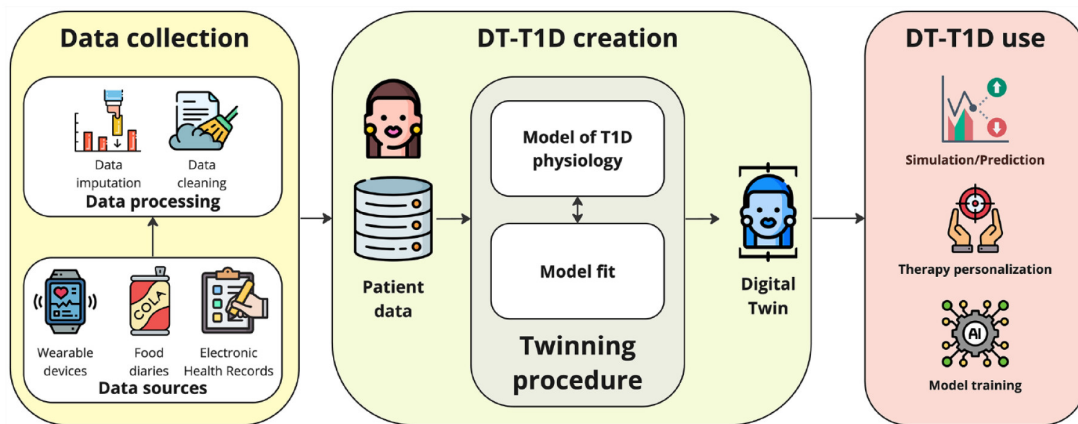 Data collection
Data
imputation
Data
cleaning
Data processing
Wearable
devices
COLA
Food
diaries
Electronic
Health Records
Data sources
DT-T1D creation
Patient
data
Model of T1D
physiology
Model fit
Twinning
procedure
Digital
Twin
DT-T1D use
Simulation/Prediction
Therapy personalization
AI
Model training